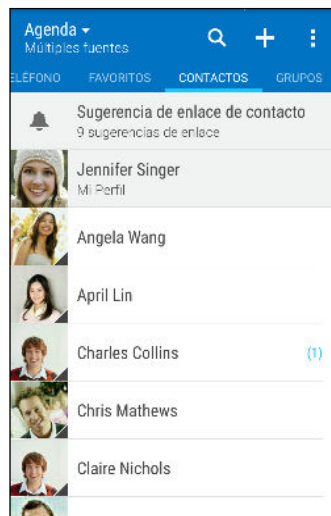 Agenda
Múltiples fuentes
ELÉFONO FAVORITOS CONTACTOS GRUPOS
Sugerencia de enlace de contacto
9 sugerencias de enlace
Jennifer Singer
Mi Perfil
Angela Wang
April Lin
Charles Collins (1)
Chris Mathews
Claire Nichols